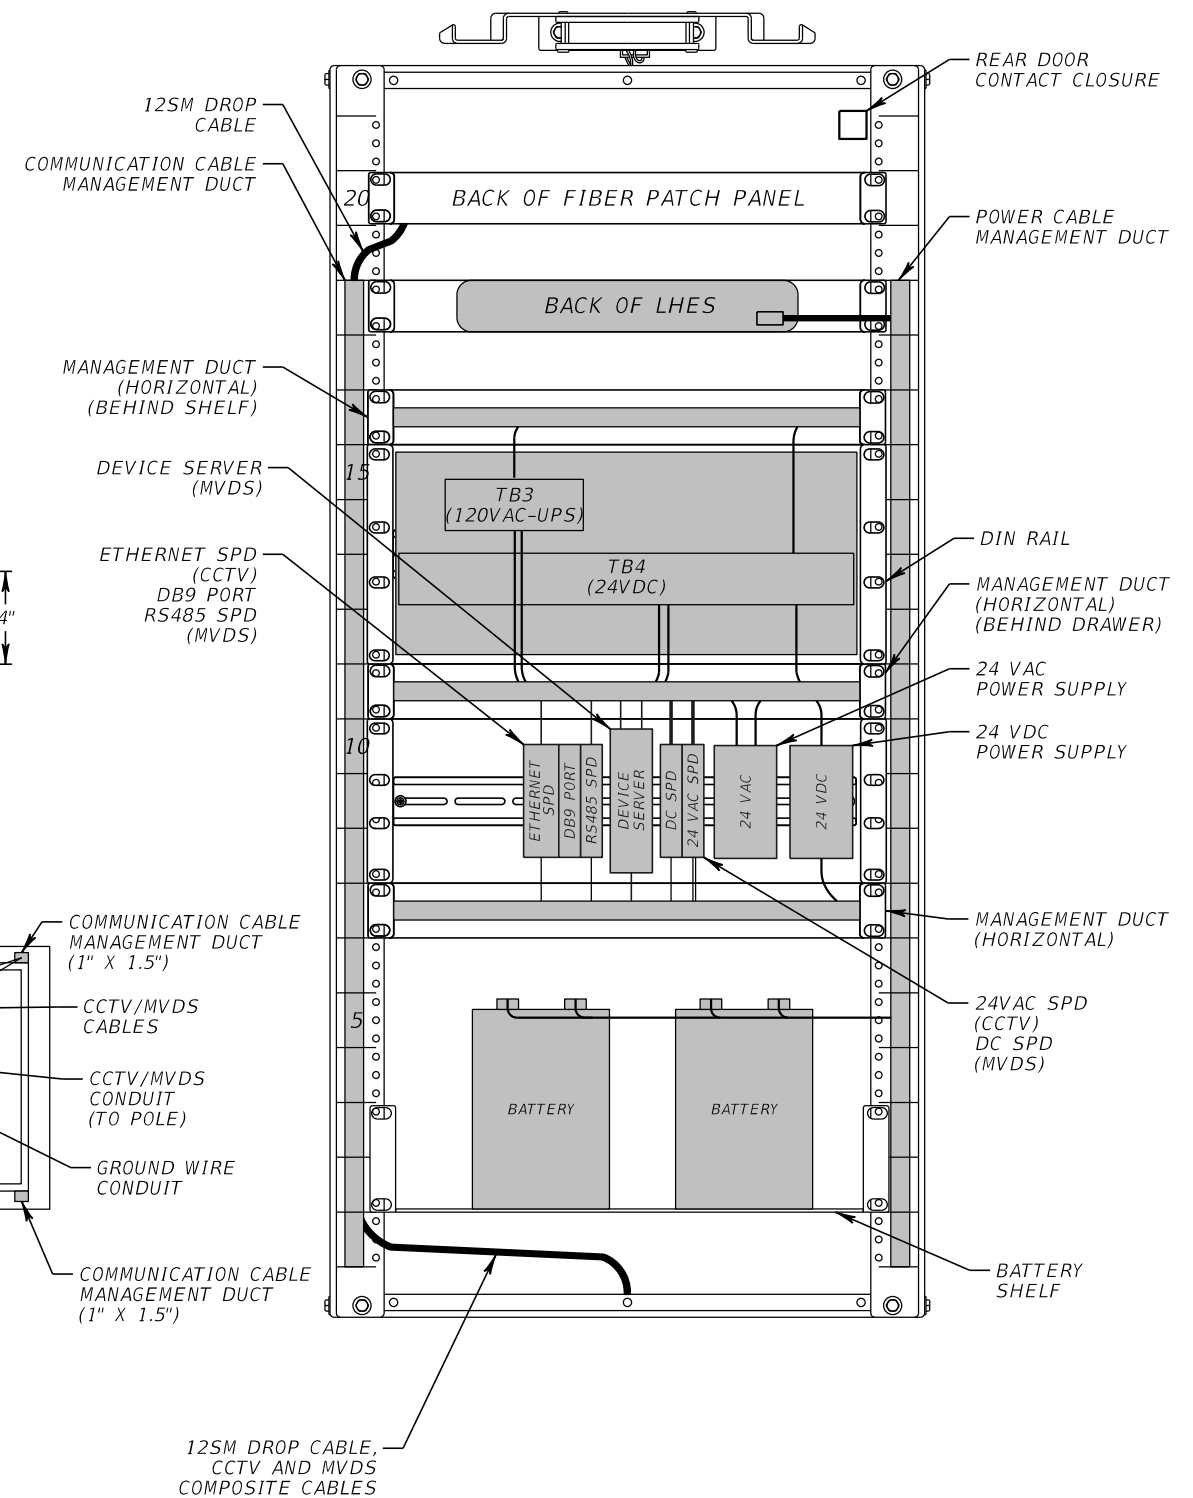 REAR DOOR
CONTACT CLOSURE
12SM DROP
CABLE
COMMUNICATION CABLE
MANAGEMENT DUCT
20
BACK OF FIBER PATCH PANEL
POWER CABLE
MANAGEMENT DUCT
BACK OF LHES
MANAGEMENT DUCT
(HORIZONTAL)
(BEHIND SHELF)
DEVICE SERVER
(MVDS)
15
TB3
(120VAC-UPS)
ETHERNET SPD
(CCTV)
DB9 PORT
RS485 SPD
(MVDS)
TB4
(24VDC)
DIN RAIL
MANAGEMENT DUCT
(HORIZONTAL)
(BEHIND DRAWER)
4"
24 VAC
POWER SUPPLY
24 VDC
POWER SUPPLY
10
ETHERNET
SPD
DB9 PORT
RS485 SPD
DEVICE
SERVER
DC SPD
24 VAC SPD
24 VAC
24 VDC
COMMUNICATION CABLE
MANAGEMENT DUCT
(1" X 1.5")
MANAGEMENT DUCT
(HORIZONTAL)
CCTV/MVDS
CABLES
5
24VAC SPD
(CCTV)
DC SPD
(MVDS)
CCTV/MVDS
CONDUIT
(TO POLE)
BATTERY
BATTERY
GROUND WIRE
CONDUIT
COMMUNICATION CABLE
MANAGEMENT DUCT
(1" X 1.5")
BATTERY
SHELF
12SM DROP CABLE,
CCTV AND MVDS
COMPOSITE CABLES